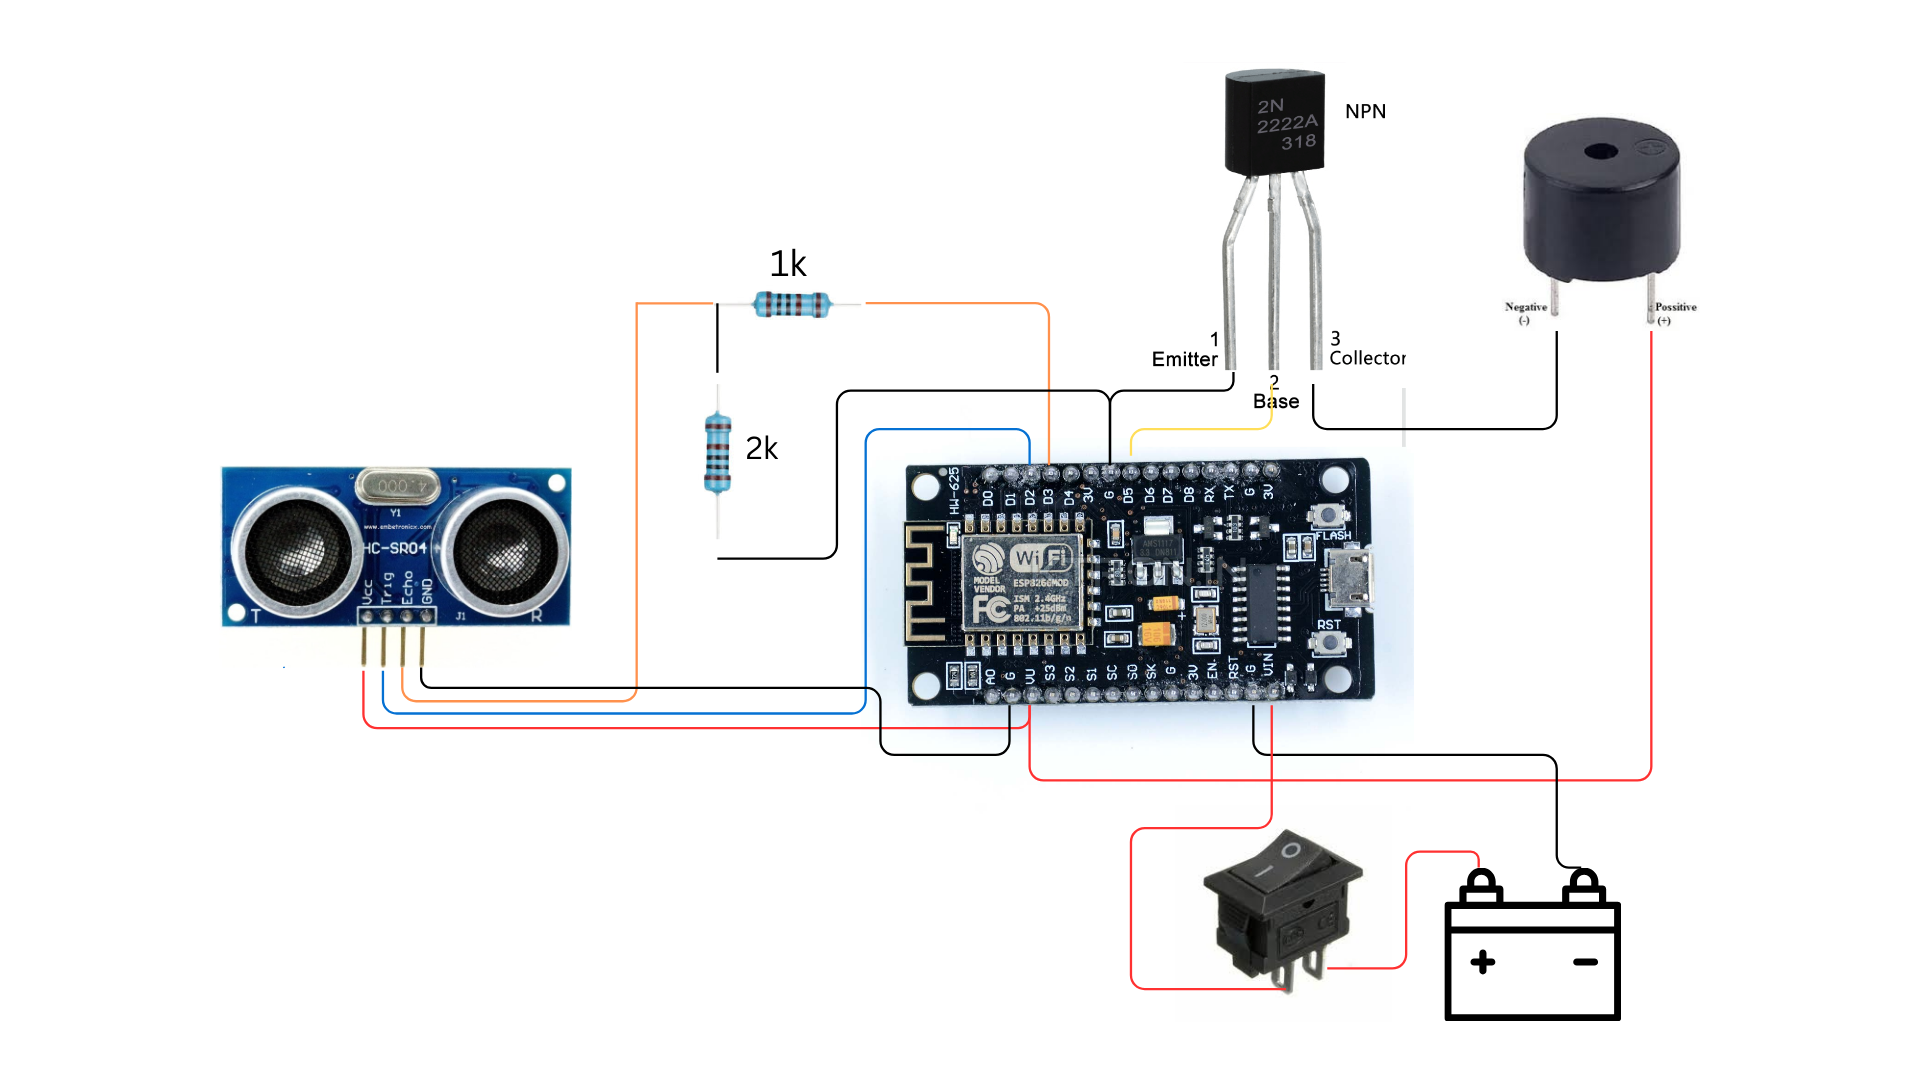 2N
2222A
318
NPN
1k
Negative
(-)
Possitive
(+)
1
Emitter
3
Collector
2
Base
2k
4.000
Y1
www.embetronicx.com
HC-SR04
Vcc
Trig
Echo
GND
J1
T
R
HW-625
D0
D1
D2
D3
D4
3V
G
D5
D6
D7
D8
RX
TX
G
3V
FLASH
WiFi
MODEL
VENDOR
ESP8266MOD
FC
ISM 2.4GHz
PA +25dBm
802.11b/g/n
AMS1117
RST
A0
G
VU
S3
S2
S1
SC
S0
SK
G
3V
EN
RST
G
VIN
O
I
+
-